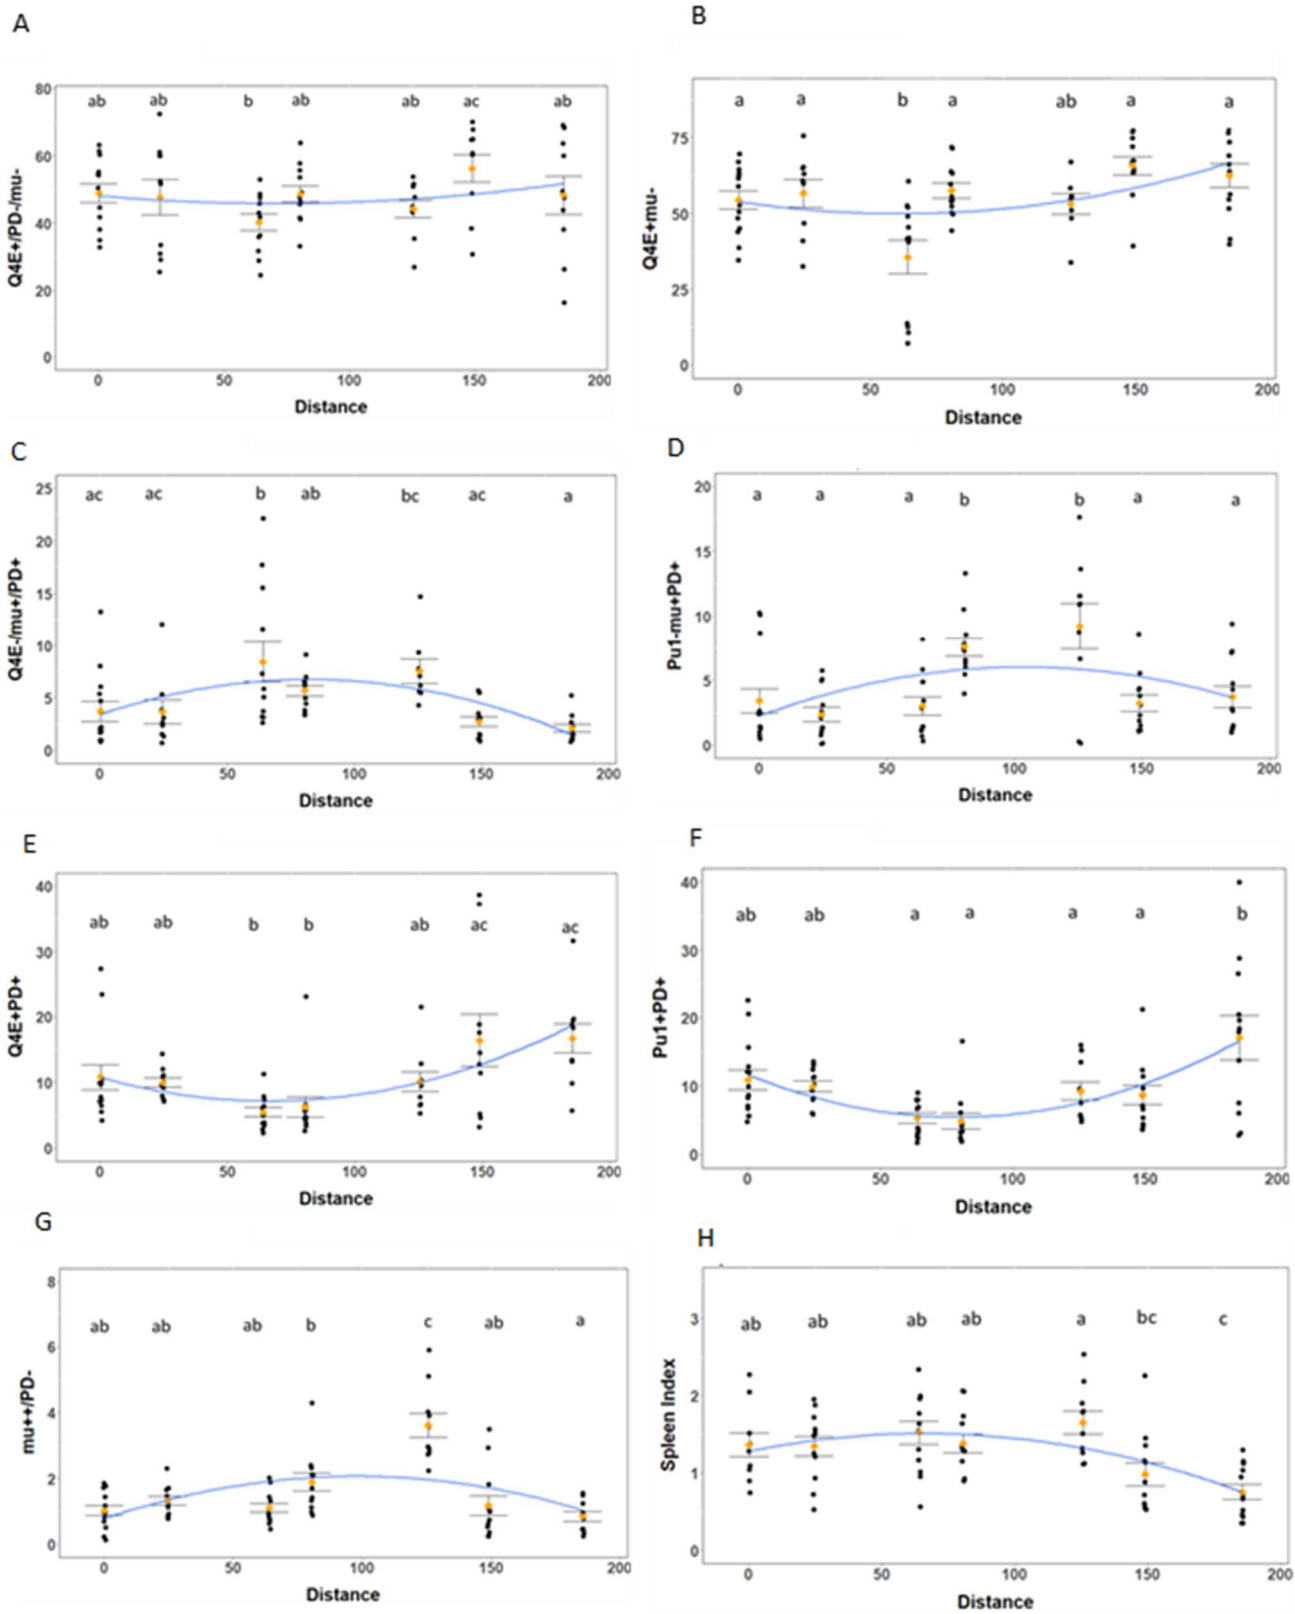 A
Q4E+/PD-/mu-
80
60
40
20
0
ab ab b ab ab ac ab
0 50 100 150 200
Distance
B
Q4E+mu-
75
50
25
0
a a b a ab a a
0 50 100 150 200
Distance
C
Q4E-/mu+/PD+
25
20
15
10
5
0
ac ac b ab bc ac a
0 50 100 150 200
Distance
D
Pu1-mu+PD+
20
15
10
5
0
a a a b b a a
0 50 100 150 200
Distance
E
Q4E+PD+
40
30
20
10
0
ab ab b b ab ac ac
0 50 100 150 200
Distance
F
Pu1+PD+
40
30
20
10
0
ab ab a a a a b
0 50 100 150 200
Distance
G
mu++/PD-
8
6
4
2
0
ab ab ab b c ab a
0 50 100 150 200
Distance
H
Spleen Index
3
2
1
0
ab ab ab ab a bc c
0 50 100 150 200
Distance